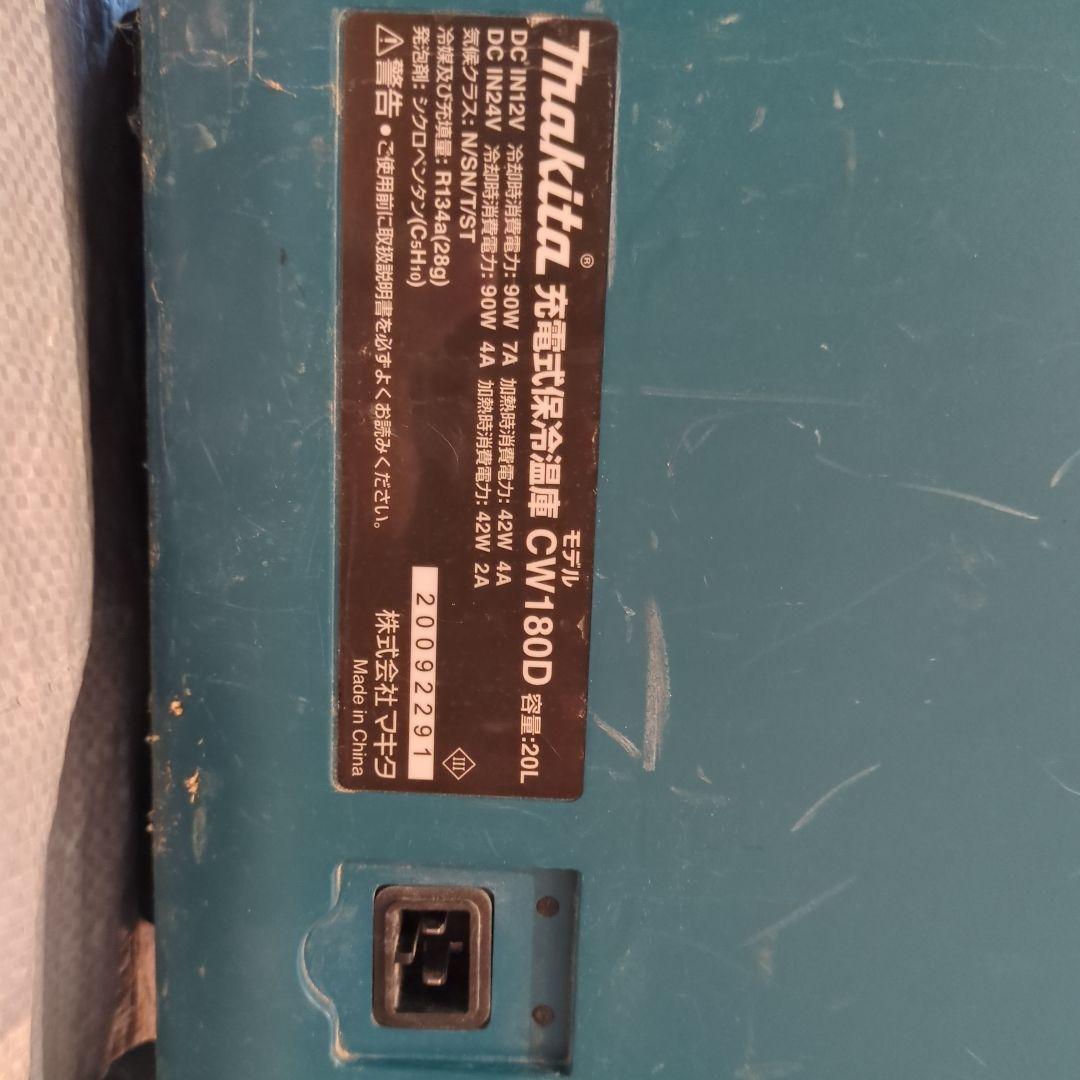 makita® 充電式保冷温庫 モデル CW180D 容量:20L
DC IN12V 冷却時消費電力: 90W 7A 加熱時消費電力: 42W 4A
DC IN24V 冷却時消費電力: 90W 4A 加熱時消費電力: 42W 2A
気候クラス: N/SN/T/ST
冷媒及び充填量: R134a(28g)
発泡剤: シクロペンタン(C5H10)
⚠警告 • ご使用前に取扱説明書を必ずよくお読みください。
III
20092291
株式会社マキタ
Made in China